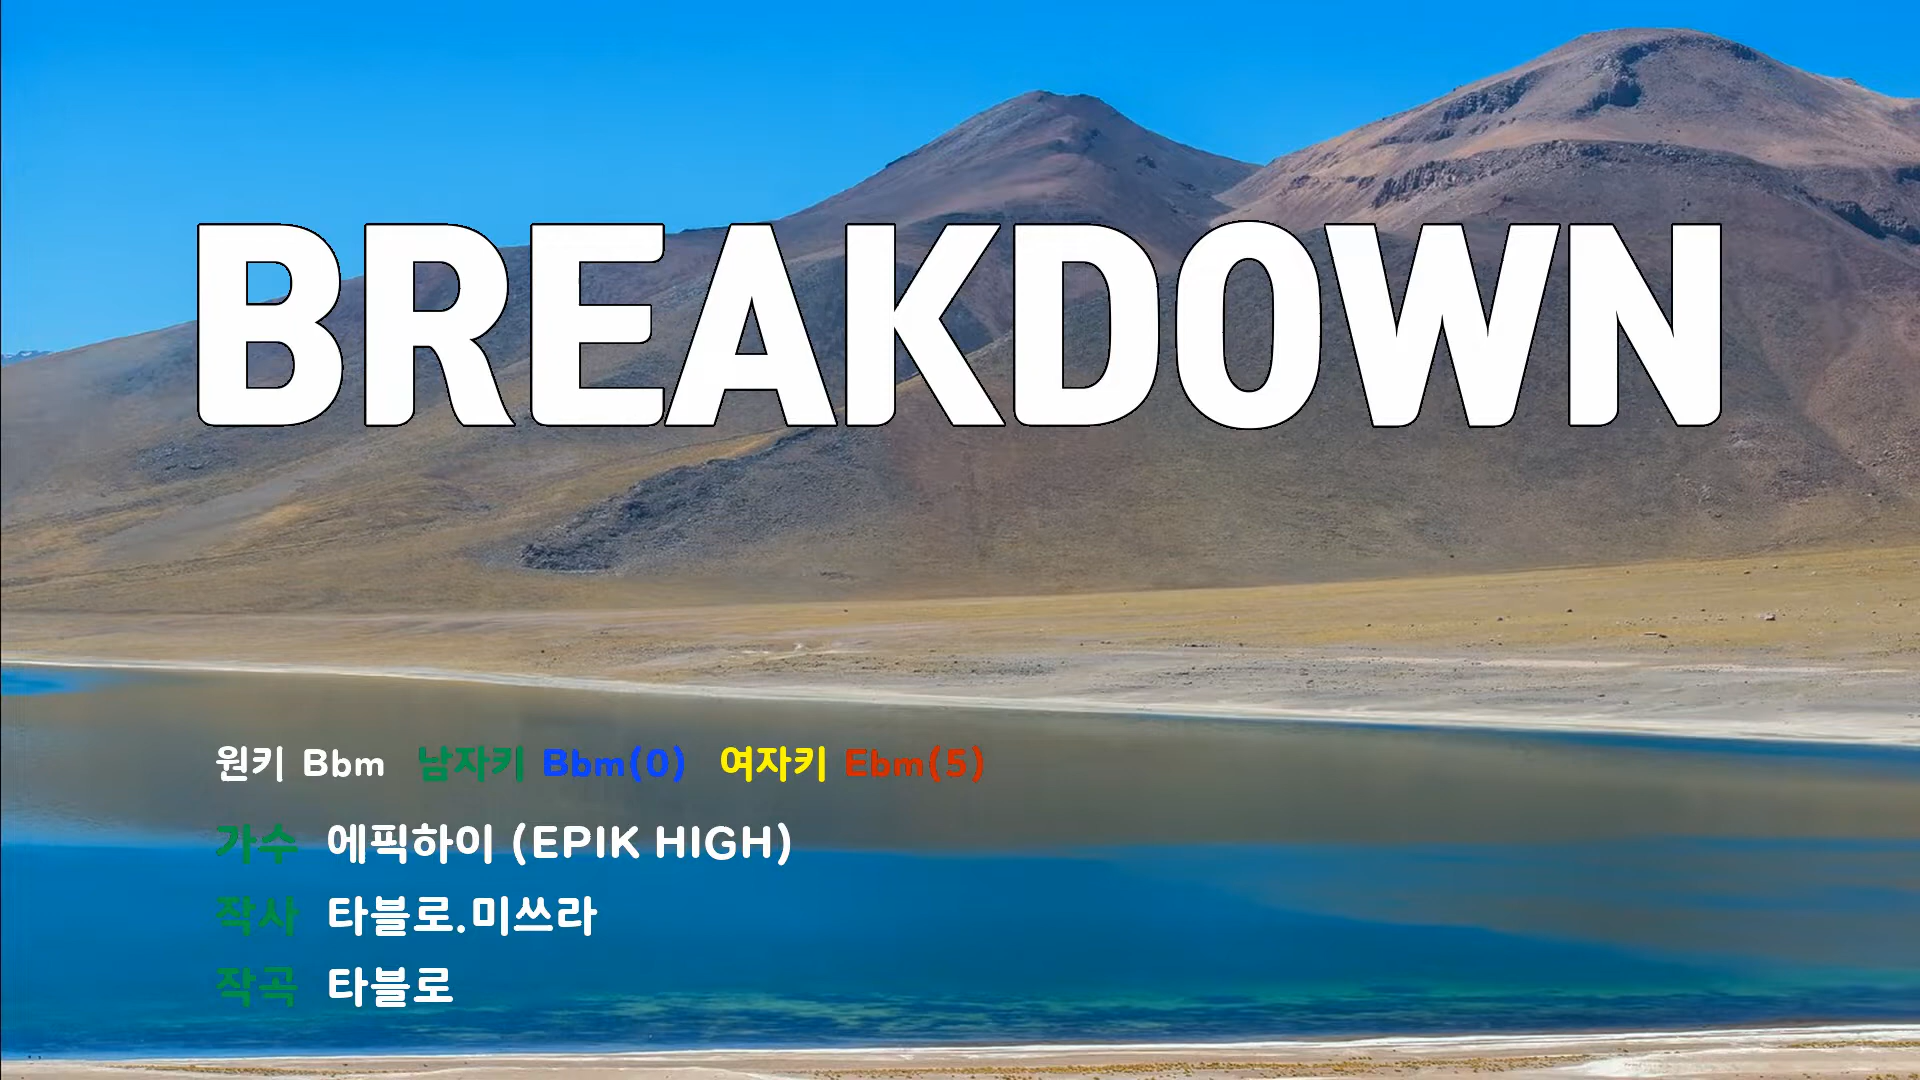 BREAKDOWN
원키 Bbm 남자키 Bbm(0) 여자키 Ebm(5)
가수 에픽하이 (EPIK HIGH)
작사 타블로.미쓰라
작곡 타블로